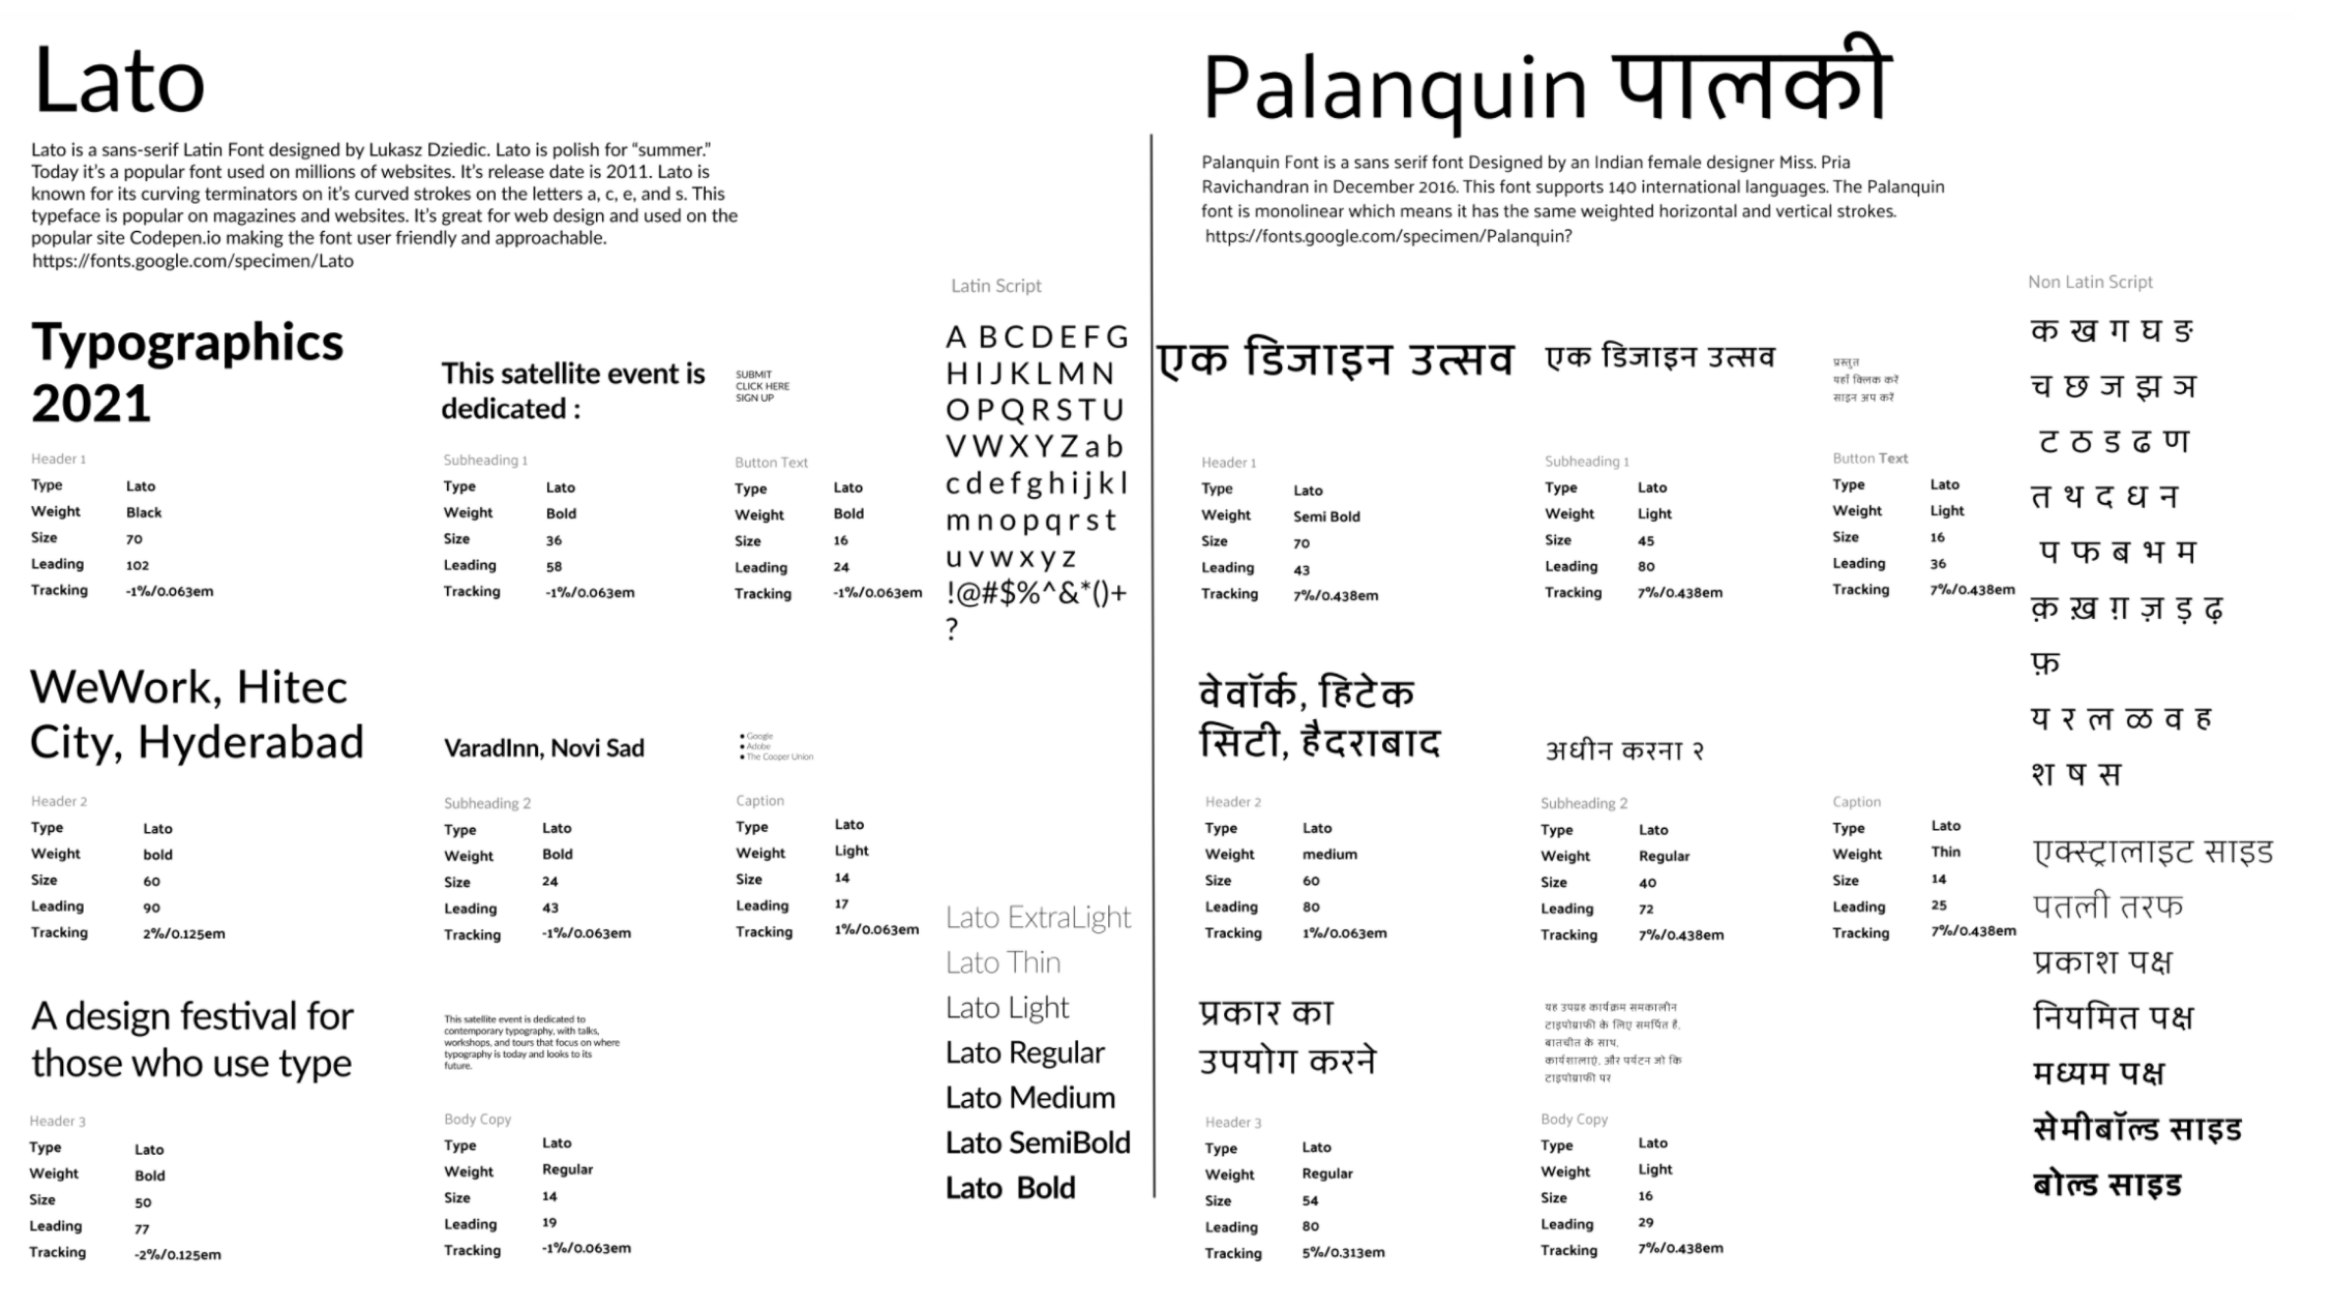 Lato
Lato is a sans-serif Latin Font designed by Lukasz Dziedic. Lato is polish for “summer.”
Today it’s a popular font used on millions of websites. It’s release date is 2011. Lato is
known for its curving terminators on it’s curved strokes on the letters a, c, e, and s. This
typeface is popular on magazines and websites. It’s great for web design and used on the
popular site Codepen.io making the font user friendly and approachable.
https://fonts.google.com/specimen/Lato
Typographics
2021
Header 1
Type Lato
Weight Black
Size 70
Leading 102
Tracking -1%/0.063em
This satellite event is
dedicated :
Subheading 1
Type Lato
Weight Bold
Size 36
Leading 58
Tracking -1%/0.063em
SUBMIT
CLICK HERE
SIGN UP
Button Text
Type Lato
Weight Bold
Size 16
Leading 24
Tracking -1%/0.063em
WeWork, Hitec
City, Hyderabad
Header 2
Type Lato
Weight bold
Size 60
Leading 90
Tracking 2%/0.125em
VaradInn, Novi Sad
Subheading 2
Type Lato
Weight Bold
Size 24
Leading 43
Tracking -1%/0.063em
• Google
• Adobe
• The Cooper Union
Caption
Type Lato
Weight Light
Size 14
Leading 17
Tracking 1%/0.063em
A design festival for
those who use type
Header 3
Type Lato
Weight Bold
Size 50
Leading 77
Tracking -2%/0.125em
This satellite event is dedicated to
contemporary typography, with talks,
workshops, and tours that focus on where
typography is today and looks to its
future.
Body Copy
Type Lato
Weight Regular
Size 14
Leading 19
Tracking -1%/0.063em
Latin Script
A B C D E F G
H I J K L M N
O P Q R S T U
V W X Y Z a b
c d e f g h i j k l
m n o p q r s t
u v w x y z
!@#$%^&*()+
?
Lato ExtraLight
Lato Thin
Lato Light
Lato Regular
Lato Medium
Lato SemiBold
Lato Bold
Palanquin पालकी
Palanquin Font is a sans serif font Designed by an Indian female designer Miss. Pria
Ravichandran in December 2016. This font supports 140 international languages. The Palanquin
font is monolinear which means it has the same weighted horizontal and vertical strokes.
https://fonts.google.com/specimen/Palanquin?
एक डिजाइन उत्सव
Header 1
Type Lato
Weight Semi Bold
Size 70
Leading 43
Tracking 7%/0.438em
एक डिजाइन उत्सव
Subheading 1
Type Lato
Weight Light
Size 45
Leading 80
Tracking 7%/0.438em
प्रस्तुत
यहाँ क्लिक करें
साइन अप करें
Button Text
Type Lato
Weight Light
Size 16
Leading 36
Tracking 7%/0.438em
वेवॉर्क, हिटेक
सिटी, हैदराबाद
Header 2
Type Lato
Weight medium
Size 60
Leading 80
Tracking 1%/0.063em
अधीन करना २
Subheading 2
Type Lato
Weight Regular
Size 40
Leading 72
Tracking 7%/0.438em
Caption
Type Lato
Weight Thin
Size 14
Leading 25
Tracking 7%/0.438em
प्रकार का
उपयोग करने
Header 3
Type Lato
Weight Regular
Size 54
Leading 80
Tracking 5%/0.313em
यह उपग्रह कार्यक्रम समकालीन
टाइपोग्राफी के लिए समर्पित है,
बातचीत के साथ,
कार्यशालाएं, और पर्यटन जो कि
टाइपोग्राफी पर
Body Copy
Type Lato
Weight Light
Size 16
Leading 29
Tracking 7%/0.438em
Non Latin Script
क ख ग घ ङ
च छ ज झ ञ
ट ठ ड ढ ण
त थ द ध न
प फ ब भ म
क़ ख़ ग़ ज़ ड़ ढ़
फ़
य र ल ळ व ह
श ष स
एक्स्ट्रालाइट साइड
पतली तरफ
प्रकाश पक्ष
नियमित पक्ष
मध्यम पक्ष
सेमीबॉल्ड साइड
बोल्ड साइड